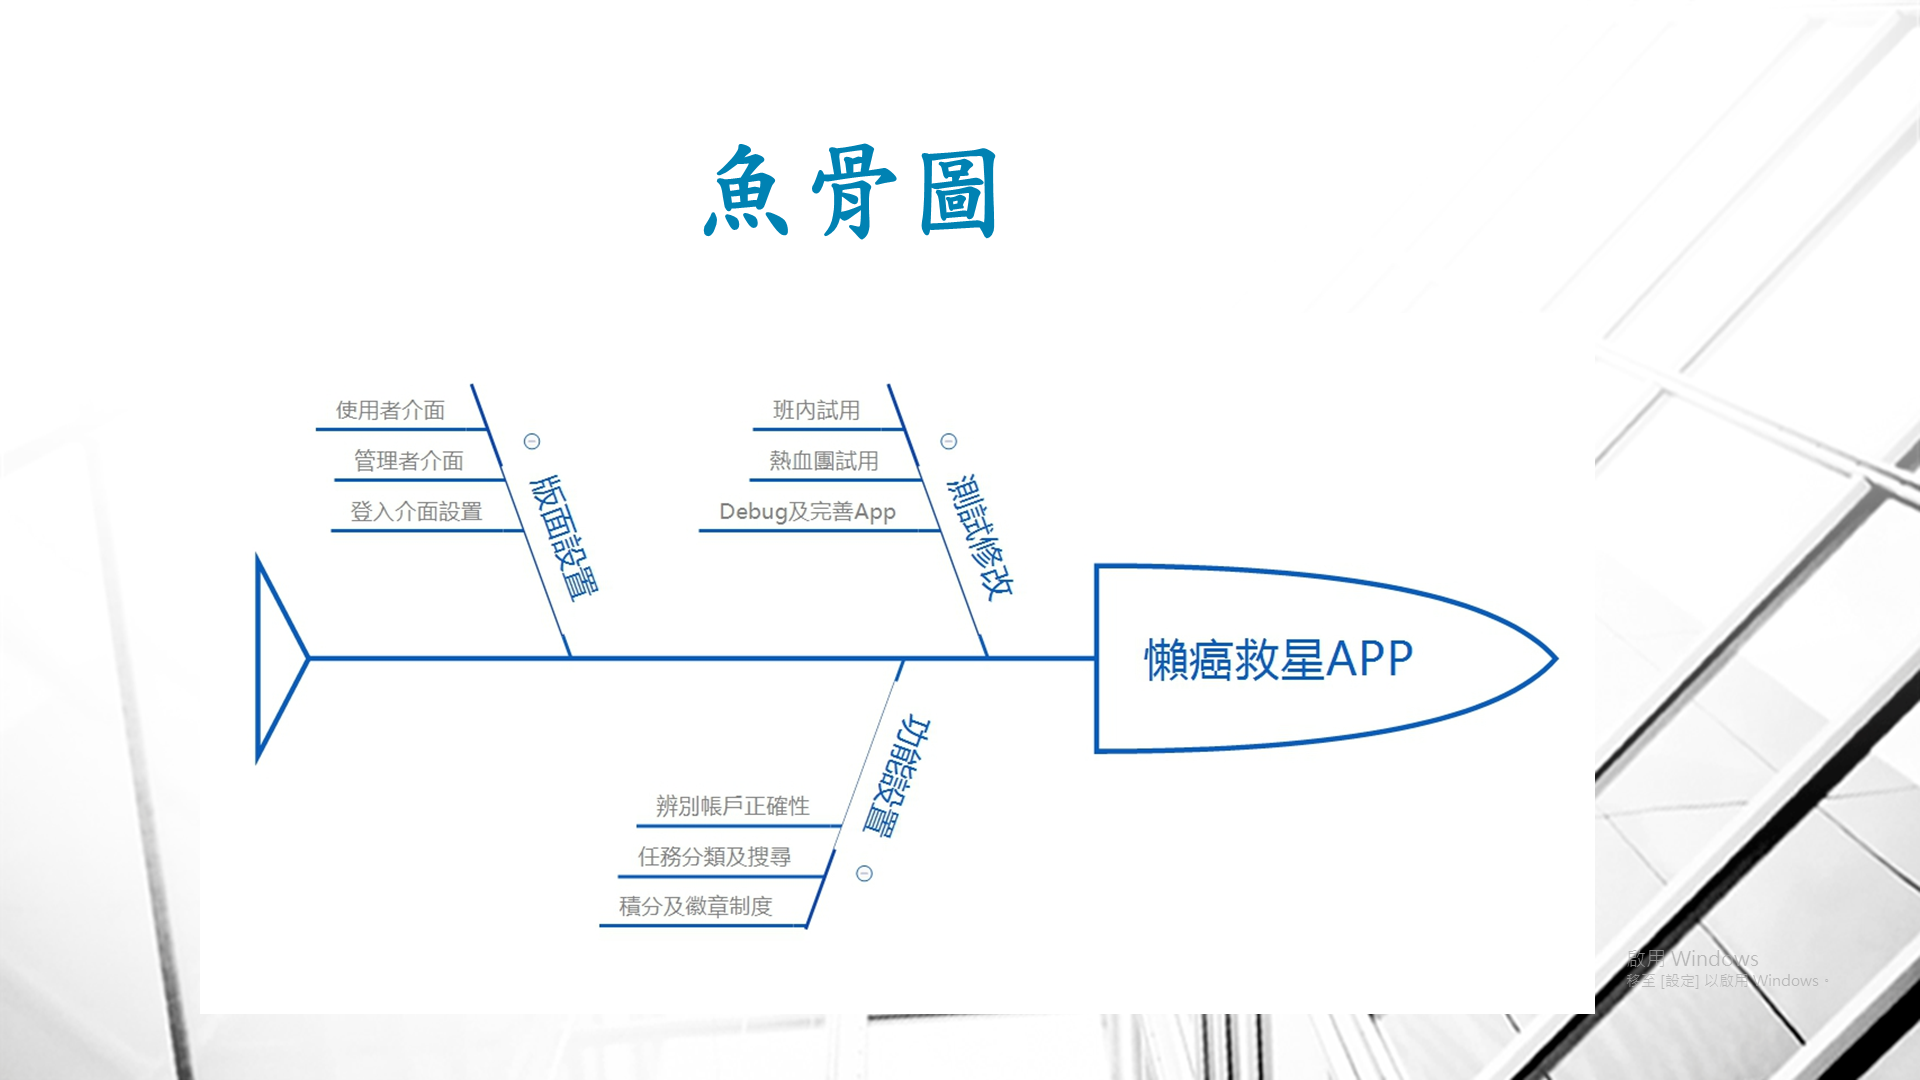 魚骨圖
使用者介面
管理者介面
登入介面設置
版面設置
班內試用
熱血團試用
Debug及完善App
測試修改
懶癌救星APP
功能設置
辨別帳戶正確性
任務分類及搜尋
積分及徽章制度
啟用 Windows
移至 [設定] 以啟用 Windows。